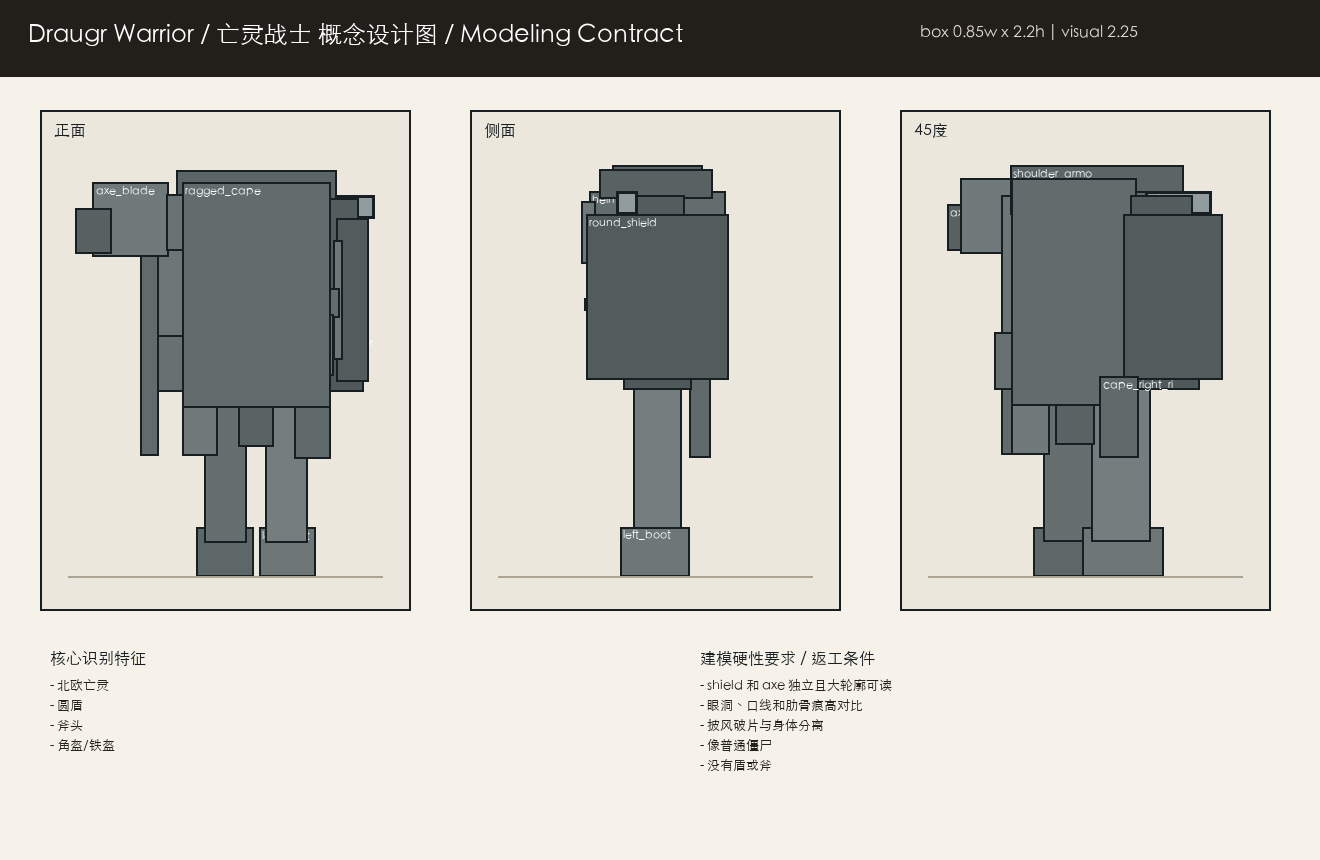 Draugr Warrior / 亡灵战士 概念设计图 / Modeling Contract
box 0.85w x 2.2h | visual 2.25
正面
axe_blade
ragged_cape
侧面
round_shield
left_boot
45度
shoulder_armo
cape_right_ri
核心识别特征
- 北欧亡灵
- 圆盾
- 斧头
- 角盔/铁盔
建模硬性要求 / 返工条件
- shield 和 axe 独立且大轮廓可读
- 眼洞、口线和肋骨痕高对比
- 披风破片与身体分离
- 像普通僵尸
- 没有盾或斧